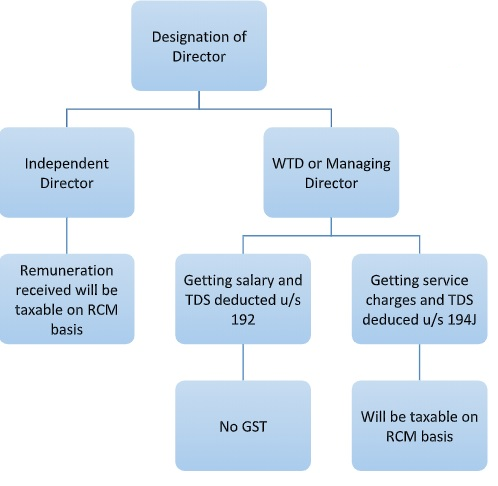 Designation of
Director
Independent
Director
WTD or Managing
Director
Remuneration
received will be
taxable on RCM
basis
Getting salary and
TDS deducted u/s
192
Getting service
charges and TDS
deduced u/s 194J
No GST
Will be taxable on
RCM basis